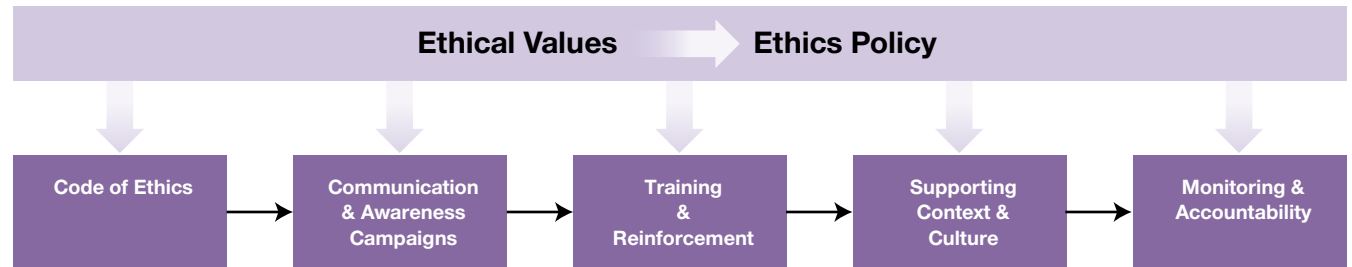 Ethical Values Ethics Policy
Code of Ethics
Communication
& Awareness
Campaigns
Training
&
Reinforcement
Supporting
Context &
Culture
Monitoring &
Accountability